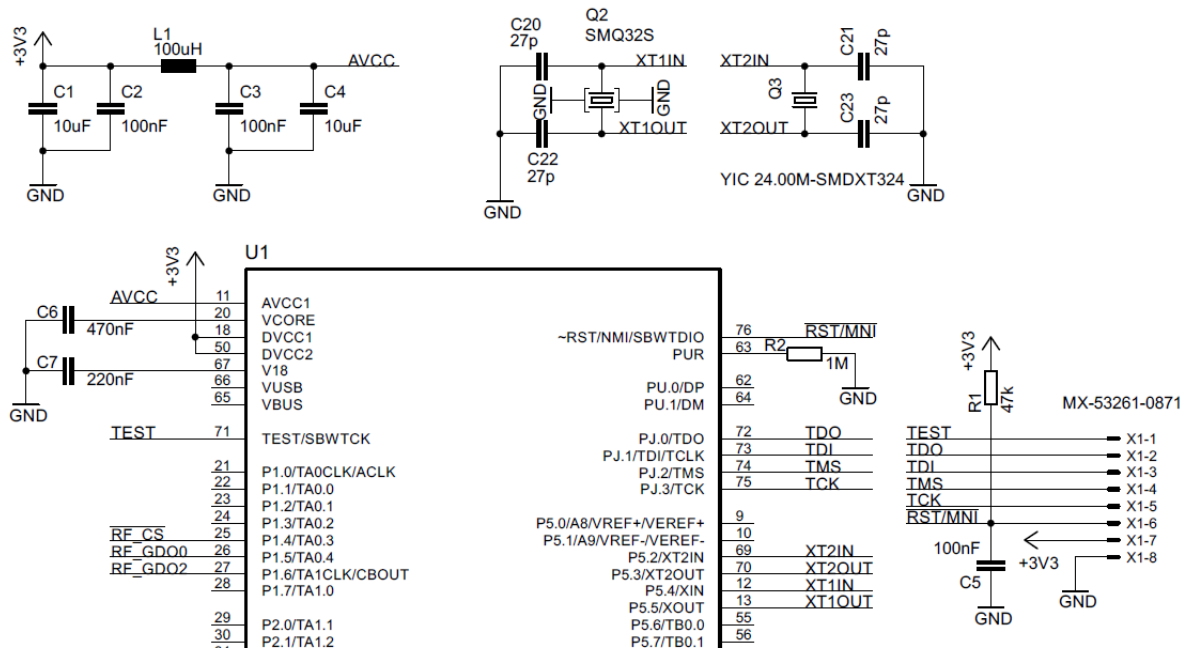 +3V3
L1
100uH
AVCC
C1
10uF
C2
100nF
C3
100nF
C4
10uF
GND
GND
C20
27p
Q2
SMQ32S
XT1IN
GND
GND
XT1OUT
C22
27p
GND
XT2IN
C21
27p
Q3
XT2OUT
C23
27p
YIC 24.00M-SMDXT324
GND
U1
+3V3
AVCC 11 AVCC1
C6
470nF
20 VCORE
18 DVCC1
50 DVCC2
C7
220nF
67 V18
66 VUSB
65 VBUS
GND
TEST 71 TEST/SBWTCK
21 P1.0/TA0CLK/ACLK
22 P1.1/TA0.0
23 P1.2/TA0.1
24 P1.3/TA0.2
RF_CS 25 P1.4/TA0.3
RF_GDO0 26 P1.5/TA0.4
RF_GDO2 27 P1.6/TA1CLK/CBOUT
28 P1.7/TA1.0
29 P2.0/TA1.1
30 P2.1/TA1.2
~RST/NMI/SBWTDIO 76 RST/MNI
PUR 63 R2
1M
GND
PU.0/DP 62
PU.1/DM 64
PJ.0/TDO 72 TDO
PJ.1/TDI/TCLK 73 TDI
PJ.2/TMS 74 TMS
PJ.3/TCK 75 TCK
P5.0/A8/VREF+/VEREF+ 9
P5.1/A9/VREF-/VEREF- 10
P5.2/XT2IN 69 XT2IN
P5.3/XT2OUT 70 XT2OUT
P5.4/XIN 12 XT1IN
P5.5/XOUT 13 XT1OUT
P5.6/TB0.0 55
P5.7/TB0.1 56
+3V3
R1
47k
MX-53261-0871
TEST X1-1
TDO X1-2
TDI X1-3
TMS X1-4
TCK X1-5
RST/MNI X1-6
X1-7
X1-8
100nF
C5
+3V3
GND
GND